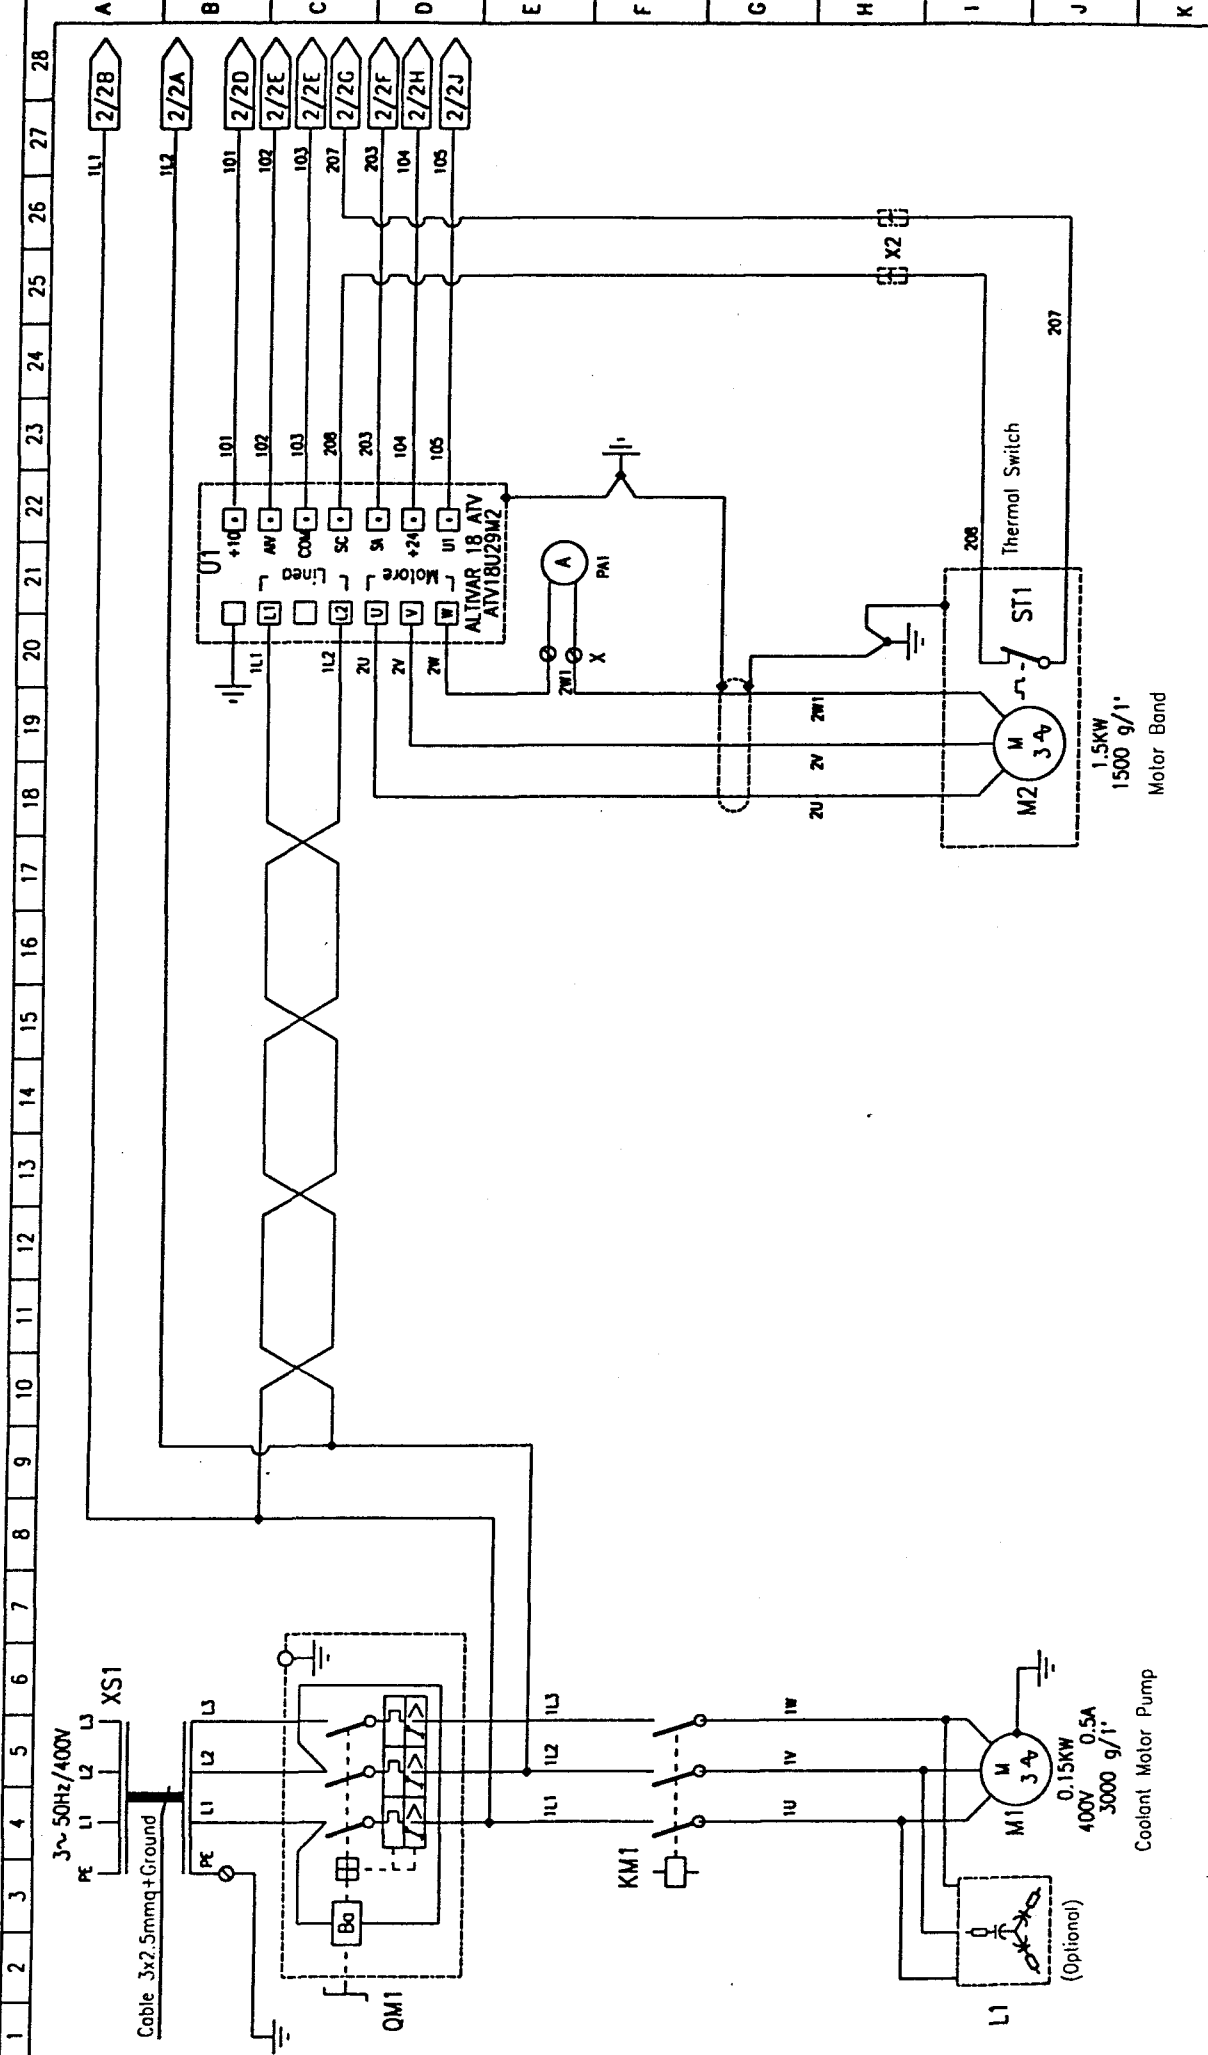 1 2 3 4 5 6 7 8 9 10 11 12 13 14 15 16 17 18 19 20 21 22 23 24 25 26 27 28
A
B
C
D
E
F
G
H
I
J
K
3~ 50Hz/400V
PE L1 L2 L3 XS1
Cable 3x2.5mmq+Ground
PE L1 L2 L3
Ba
QM1
1L1 1L2 1L3
KM1
1U 1V 1W
L1
(Optional)
M1
M
3
0.15KW
400V 0.5A
3000 g/1'
Coolant Motor Pump
1L1 2/2B
1L2 2/2A
101 2/2D
102 2/2E
103 2/2E
207 2/2G
203 2/2F
104 2/2H
105 2/2J
U1
+10 101
L1 AIV 102
COM 103
L2 SC 208
U SA 203
V +24 104
W U1 105
Linea
Motore
ALTIVAR 18 ATV
ATV18U29M2
1L1
1L2
2U
2V
2W
2W1
X
A
PA1
X2
2U 2V 2W1
208
207
Thermal Switch
ST1
M2
M
3
1.5KW
1500 g/1'
Motor Band